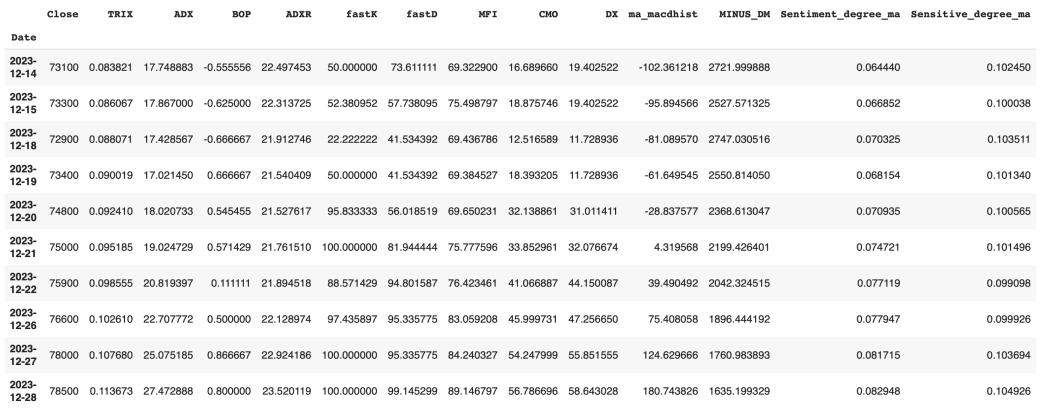 Close TRIX ADX BOP ADXR fastK fastD MFI CMO DX ma_macdhist MINUS_DM Sentiment_degree_ma Sensitive_degree_ma
Date
2023-12-14 73100 0.083821 17.748883 -0.555556 22.497453 50.000000 73.611111 69.322900 16.689660 19.402522 -102.361218 2721.999888 0.064440 0.102450
2023-12-15 73300 0.086067 17.867000 -0.625000 22.313725 52.380952 57.738095 75.498797 18.875746 19.402522 -95.894566 2527.571325 0.066852 0.100038
2023-12-18 72900 0.088071 17.428567 -0.666667 21.912746 22.222222 41.534392 69.436786 12.516589 11.728936 -81.089570 2747.030516 0.070325 0.103511
2023-12-19 73400 0.090019 17.021450 0.666667 21.540409 50.000000 41.534392 69.384527 18.393205 11.728936 -61.649545 2550.814050 0.068154 0.101340
2023-12-20 74800 0.092410 18.020733 0.545455 21.527617 95.833333 56.018519 69.650231 32.138861 31.011411 -28.837577 2368.613047 0.070935 0.100565
2023-12-21 75000 0.095185 19.024729 0.571429 21.761510 100.000000 81.944444 75.777596 33.852961 32.076674 4.319568 2199.426401 0.074721 0.101496
2023-12-22 75900 0.098555 20.819397 0.111111 21.894518 88.571429 94.801587 76.423461 41.066887 44.150087 39.490492 2042.324515 0.077119 0.099098
2023-12-26 76600 0.102610 22.707772 0.500000 22.128974 97.435897 95.335775 83.059208 45.999731 47.256650 75.408058 1896.444192 0.077947 0.099926
2023-12-27 78000 0.107680 25.075185 0.866667 22.924186 100.000000 95.335775 84.240327 54.247999 55.851555 124.629666 1760.983893 0.081715 0.103694
2023-12-28 78500 0.113673 27.472888 0.800000 23.520119 100.000000 99.145299 89.146797 56.786696 58.643028 180.743826 1635.199329 0.082948 0.104926